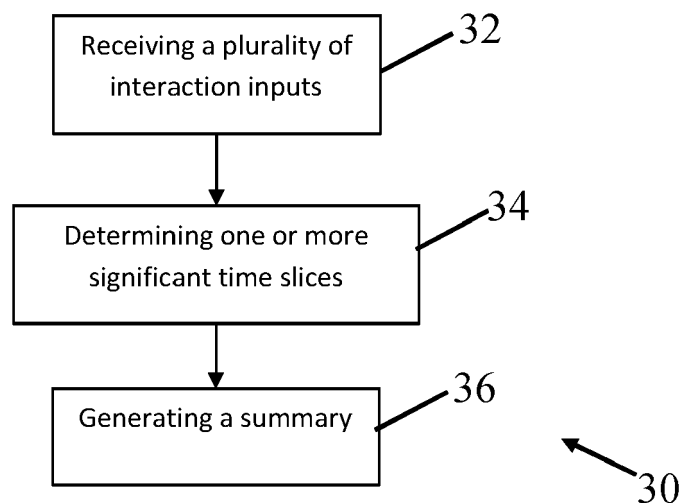 Receiving a plurality of
interaction inputs
32
Determining one or more
significant time slices
34
Generating a summary
36
30